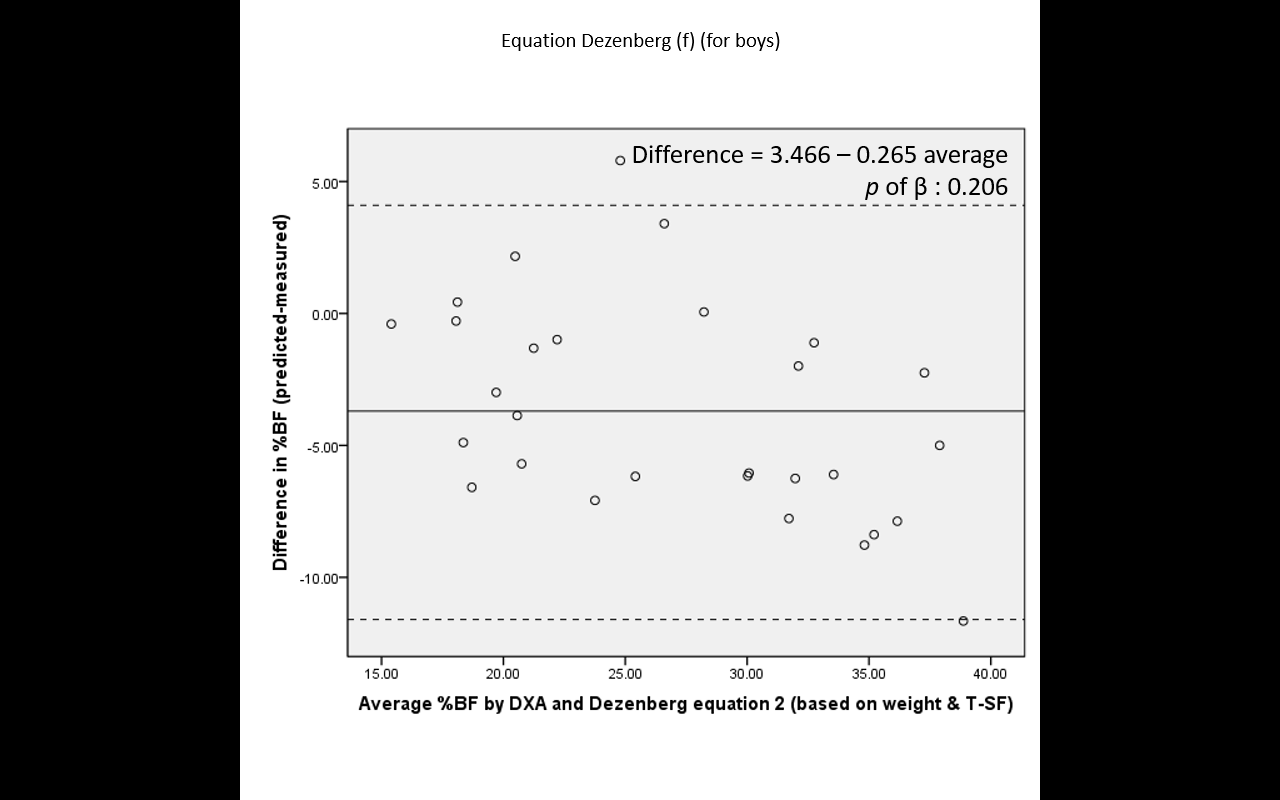 Equation Dezenberg (f) (for boys)
Difference = 3.466 – 0.265 average
p of β : 0.206
Difference in %BF (predicted-measured)
5.00
0.00
-5.00
-10.00
15.00 20.00 25.00 30.00 35.00 40.00
Average %BF by DXA and Dezenberg equation 2 (based on weight & T-SF)